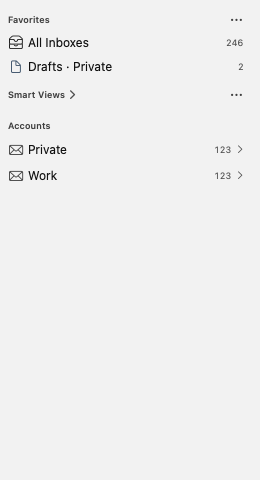 Favorites
All Inboxes 246
Drafts · Private 2
Smart Views
Accounts
Private 123
Work 123